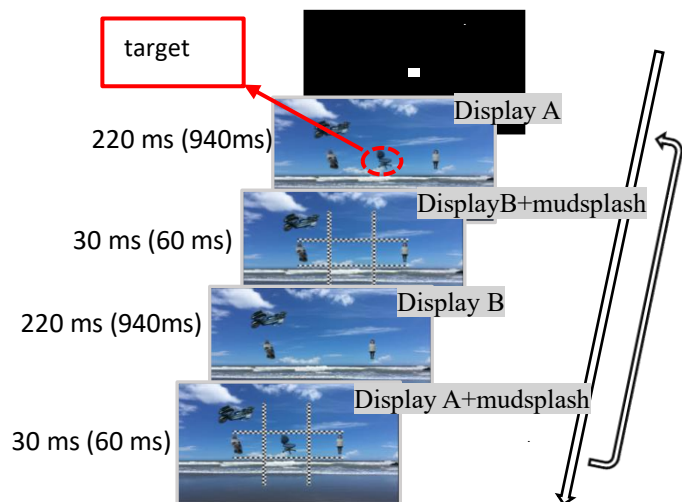 target
Display A
220 ms (940ms)
DisplayB+mudsplash
30 ms (60 ms)
Display B
220 ms (940ms)
Display A+mudsplash
30 ms (60 ms)